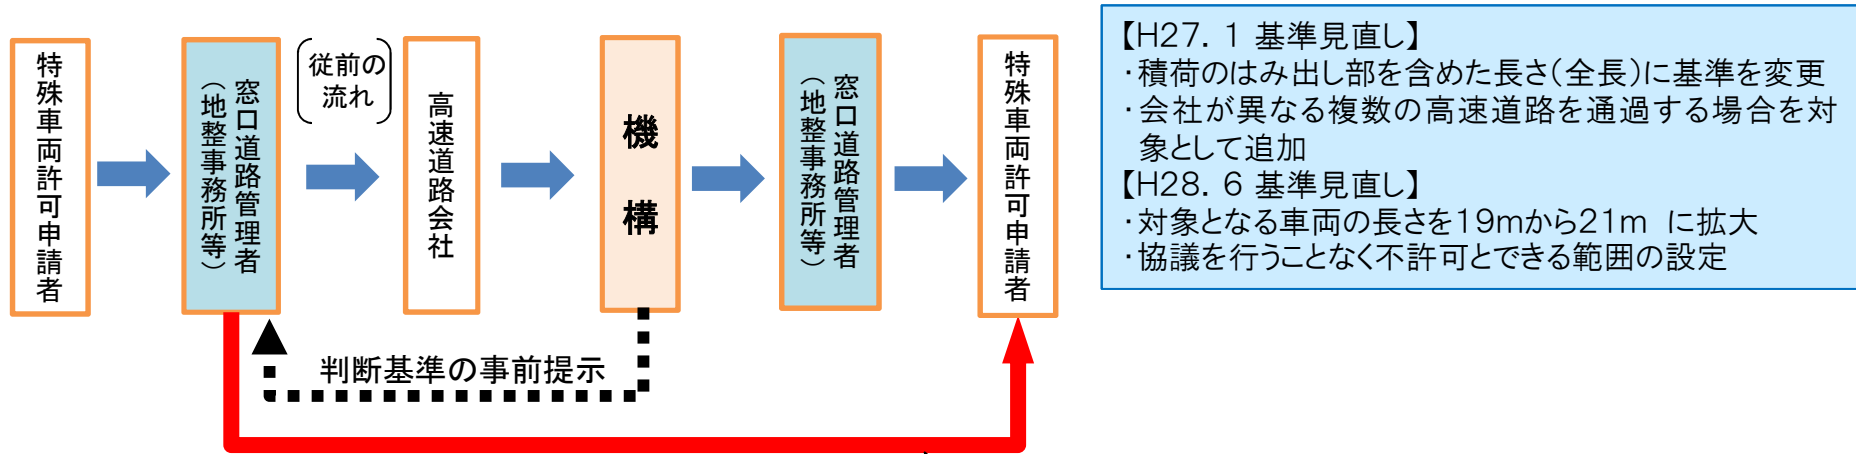 特殊車両許可申請者
窓口道路管理者
（地整事務所等）
従前の
流れ
高速道路会社
機構
窓口道路管理者
（地整事務所等）
特殊車両許可申請者
判断基準の事前提示
【H27．1 基準見直し】
・積荷のはみ出し部を含めた長さ（全長）に基準を変更
・会社が異なる複数の高速道路を通過する場合を対
象として追加
【H28．6 基準見直し】
・対象となる車両の長さを19mから21m に拡大
・協議を行うことなく不許可とできる範囲の設定